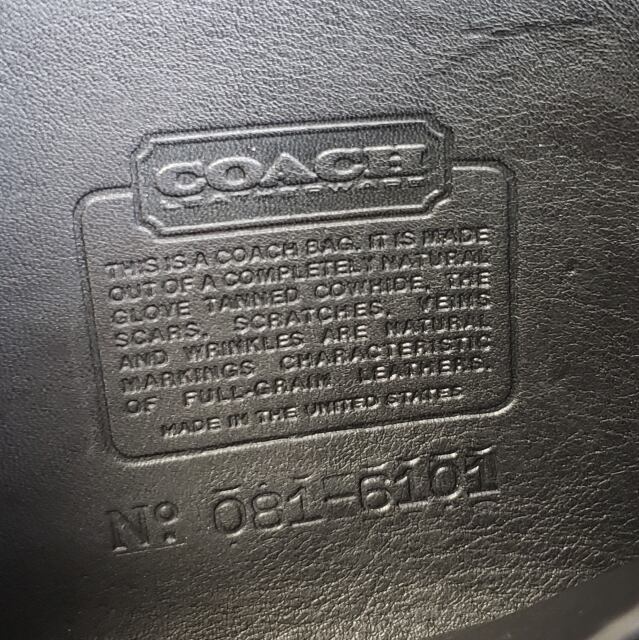 COACH
LEATHERWARE
THIS IS A COACH BAG. IT IS MADE
OUT OF A COMPLETELY NATURAL
GLOVE TANNED COWHIDE, THE
SCARS, SCRATCHES, VEINS
AND WRINKLES ARE NATURAL
MARKINGS CHARACTERISTIC
OF FULL-GRAIN LEATHERS.
MADE IN THE UNITED STATES
Nº 081-6101